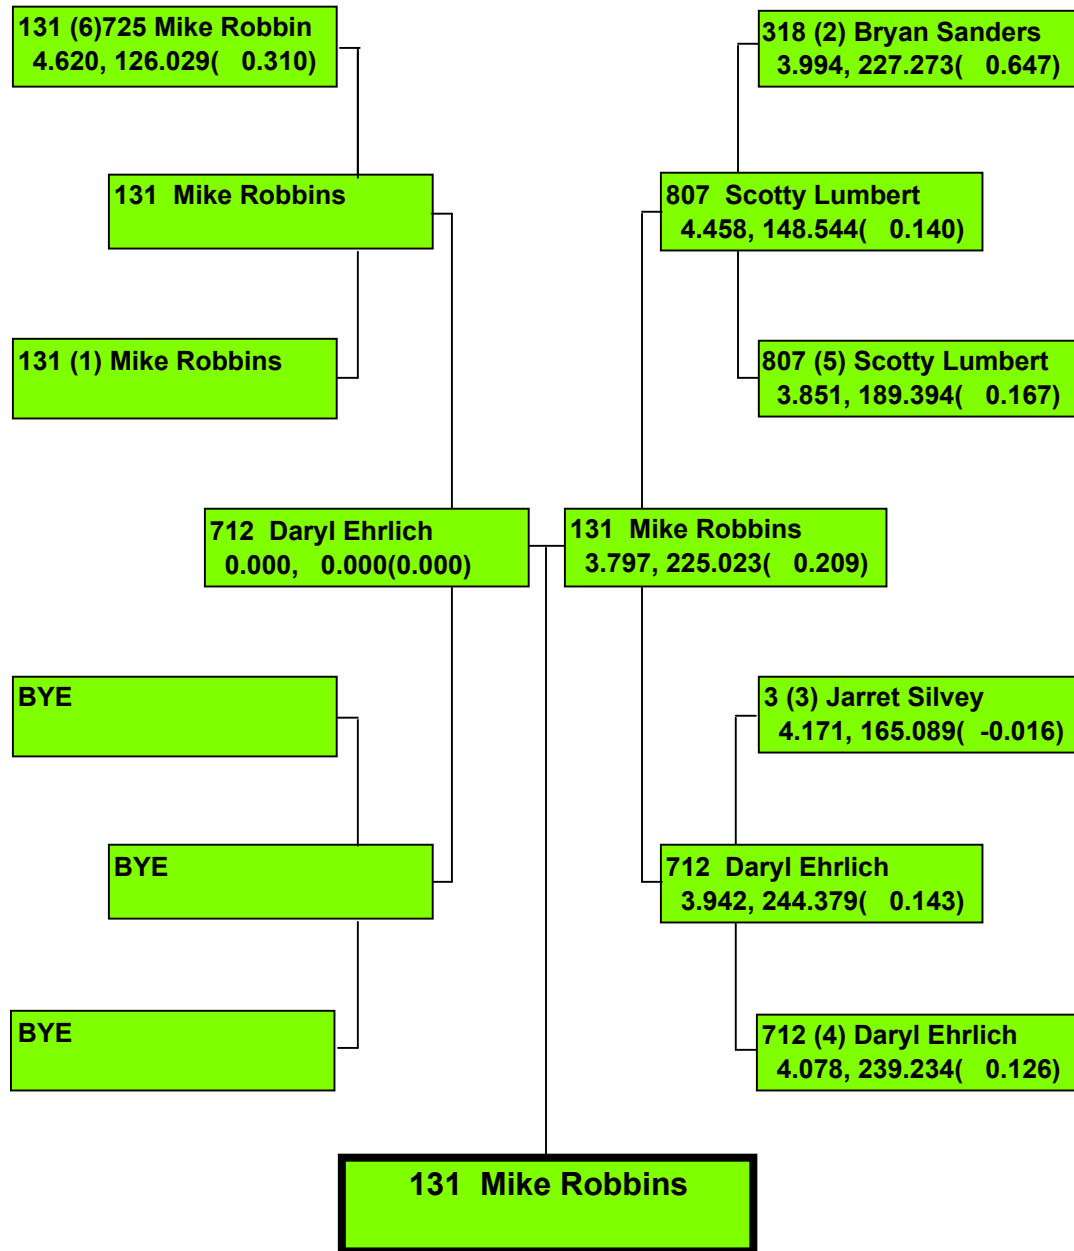 131 (6)725 Mike Robbin
4.620, 126.029( 0.310)
318 (2) Bryan Sanders
3.994, 227.273( 0.647)
131 Mike Robbins
807 Scotty Lumbert
4.458, 148.544( 0.140)
131 (1) Mike Robbins
807 (5) Scotty Lumbert
3.851, 189.394( 0.167)
712 Daryl Ehrlich
0.000, 0.000(0.000)
131 Mike Robbins
3.797, 225.023( 0.209)
BYE
3 (3) Jarret Silvey
4.171, 165.089( -0.016)
BYE
712 Daryl Ehrlich
3.942, 244.379( 0.143)
BYE
712 (4) Daryl Ehrlich
4.078, 239.234( 0.126)
131 Mike Robbins